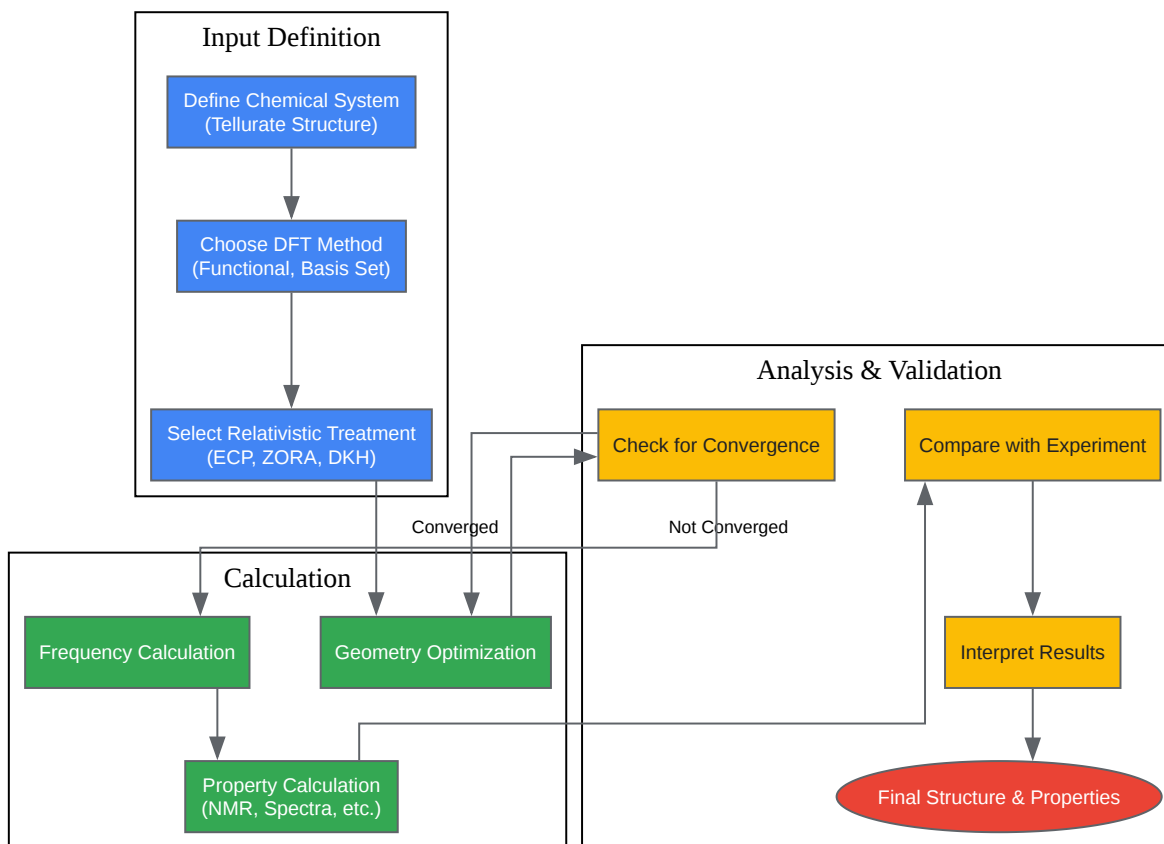 Input Definition
Define Chemical System
(Tellurate Structure)
Choose DFT Method
(Functional, Basis Set)
Select Relativistic Treatment
(ECP, ZORA, DKH)
Analysis & Validation
Check for Convergence
Compare with Experiment
Converged
Not Converged
Calculation
Frequency Calculation
Geometry Optimization
Interpret Results
Property Calculation
(NMR, Spectra, etc.)
Final Structure & Properties